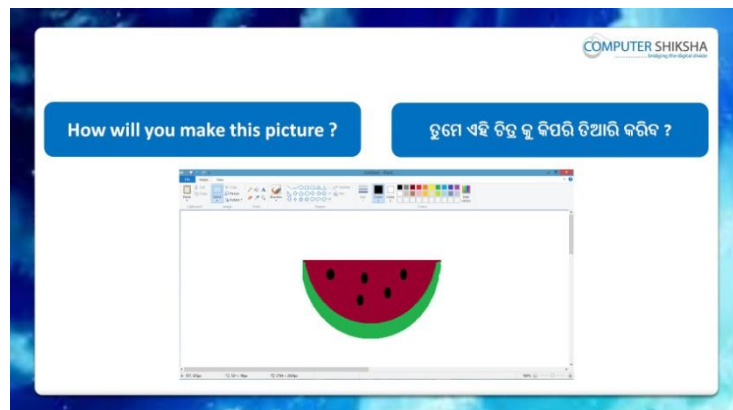 COMPUTER SHIKSHA
bridging the digital divide
How will you make this picture ?
ତୁମେ ଏହି ଚିତ୍ର କୁ କିପରି ତିଆରି କରିବ ?